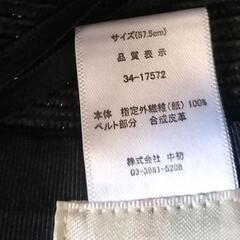 サイズ(57.5cm)
品質表示
34-17572
本体 指定外繊維(紙)100%
ベルト部分 合成皮革
株式会社 中初
03-3861-5208